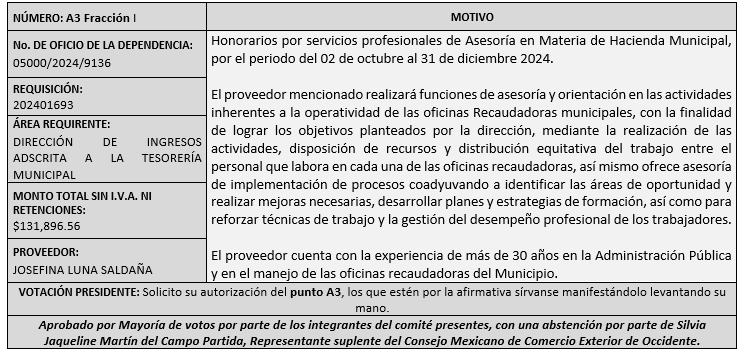 NÚMERO: A3 Fracción I
No. DE OFICIO DE LA DEPENDENCIA:
05000/2024/9136
REQUISICIÓN:
202401693
ÁREA REQUIRENTE:
DIRECCIÓN DE INGRESOS
ADSCRITA A LA TESORERÍA
MUNICIPAL
MONTO TOTAL SIN I.V.A. NI
RETENCIONES:
$131,896.56
PROVEEDOR:
JOSEFINA LUNA SALDAÑA
MOTIVO
Honorarios por servicios profesionales de Asesoría en Materia de Hacienda Municipal,
por el periodo del 02 de octubre al 31 de diciembre 2024.
El proveedor mencionado realizará funciones de asesoría y orientación en las actividades
inherentes a la operatividad de las oficinas Recaudadoras municipales, con la finalidad
de lograr los objetivos planteados por la dirección, mediante la realización de las
actividades, disposición de recursos y distribución equitativa del trabajo entre el
personal que labora en cada una de las oficinas recaudadoras, así mismo ofrece asesoría
de implementación de procesos coadyuvando a identificar las áreas de oportunidad y
realizar mejoras necesarias, desarrollar planes y estrategias de formación, así como para
reforzar técnicas de trabajo y la gestión del desempeño profesional de los trabajadores.
El proveedor cuenta con la experiencia de más de 30 años en la Administración Pública
y en el manejo de las oficinas recaudadoras del Municipio.
VOTACIÓN PRESIDENTE: Solicito su autorización del punto A3, los que estén por la afirmativa sírvanse manifestándolo levantando su
mano.
Aprobado por Mayoría de votos por parte de los integrantes del comité presentes, con una abstención por parte de Silvia
Jaqueline Martín del Campo Partida, Representante suplente del Consejo Mexicano de Comercio Exterior de Occidente.